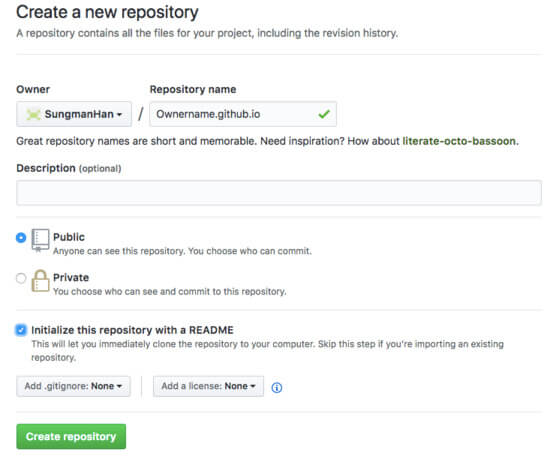 Create a new repository
A repository contains all the files for your project, including the revision history.
Owner Repository name
SungmanHan / Ownername.github.io
Great repository names are short and memorable. Need inspiration? How about literate-octo-bassoon.
Description (optional)
Public
Anyone can see this repository. You choose who can commit.
Private
You choose who can see and commit to this repository.
Initialize this repository with a README
This will let you immediately clone the repository to your computer. Skip this step if you're importing an existing
repository.
Add .gitignore: None Add a license: None
Create repository